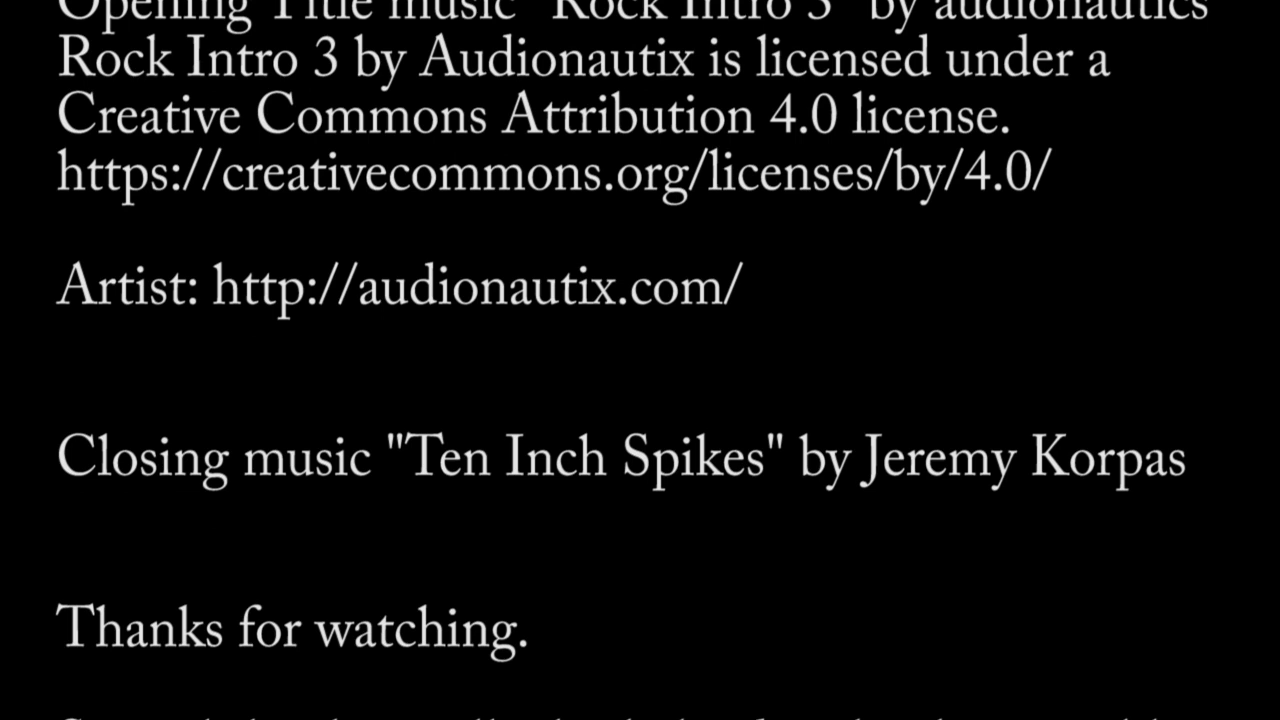 Opening Title music "Rock Intro 3" by audionautics
Rock Intro 3 by Audionautix is licensed under a
Creative Commons Attribution 4.0 license.
https://creativecommons.org/licenses/by/4.0/
Artist: http://audionautix.com/
Closing music "Ten Inch Spikes" by Jeremy Korpas
Thanks for watching.